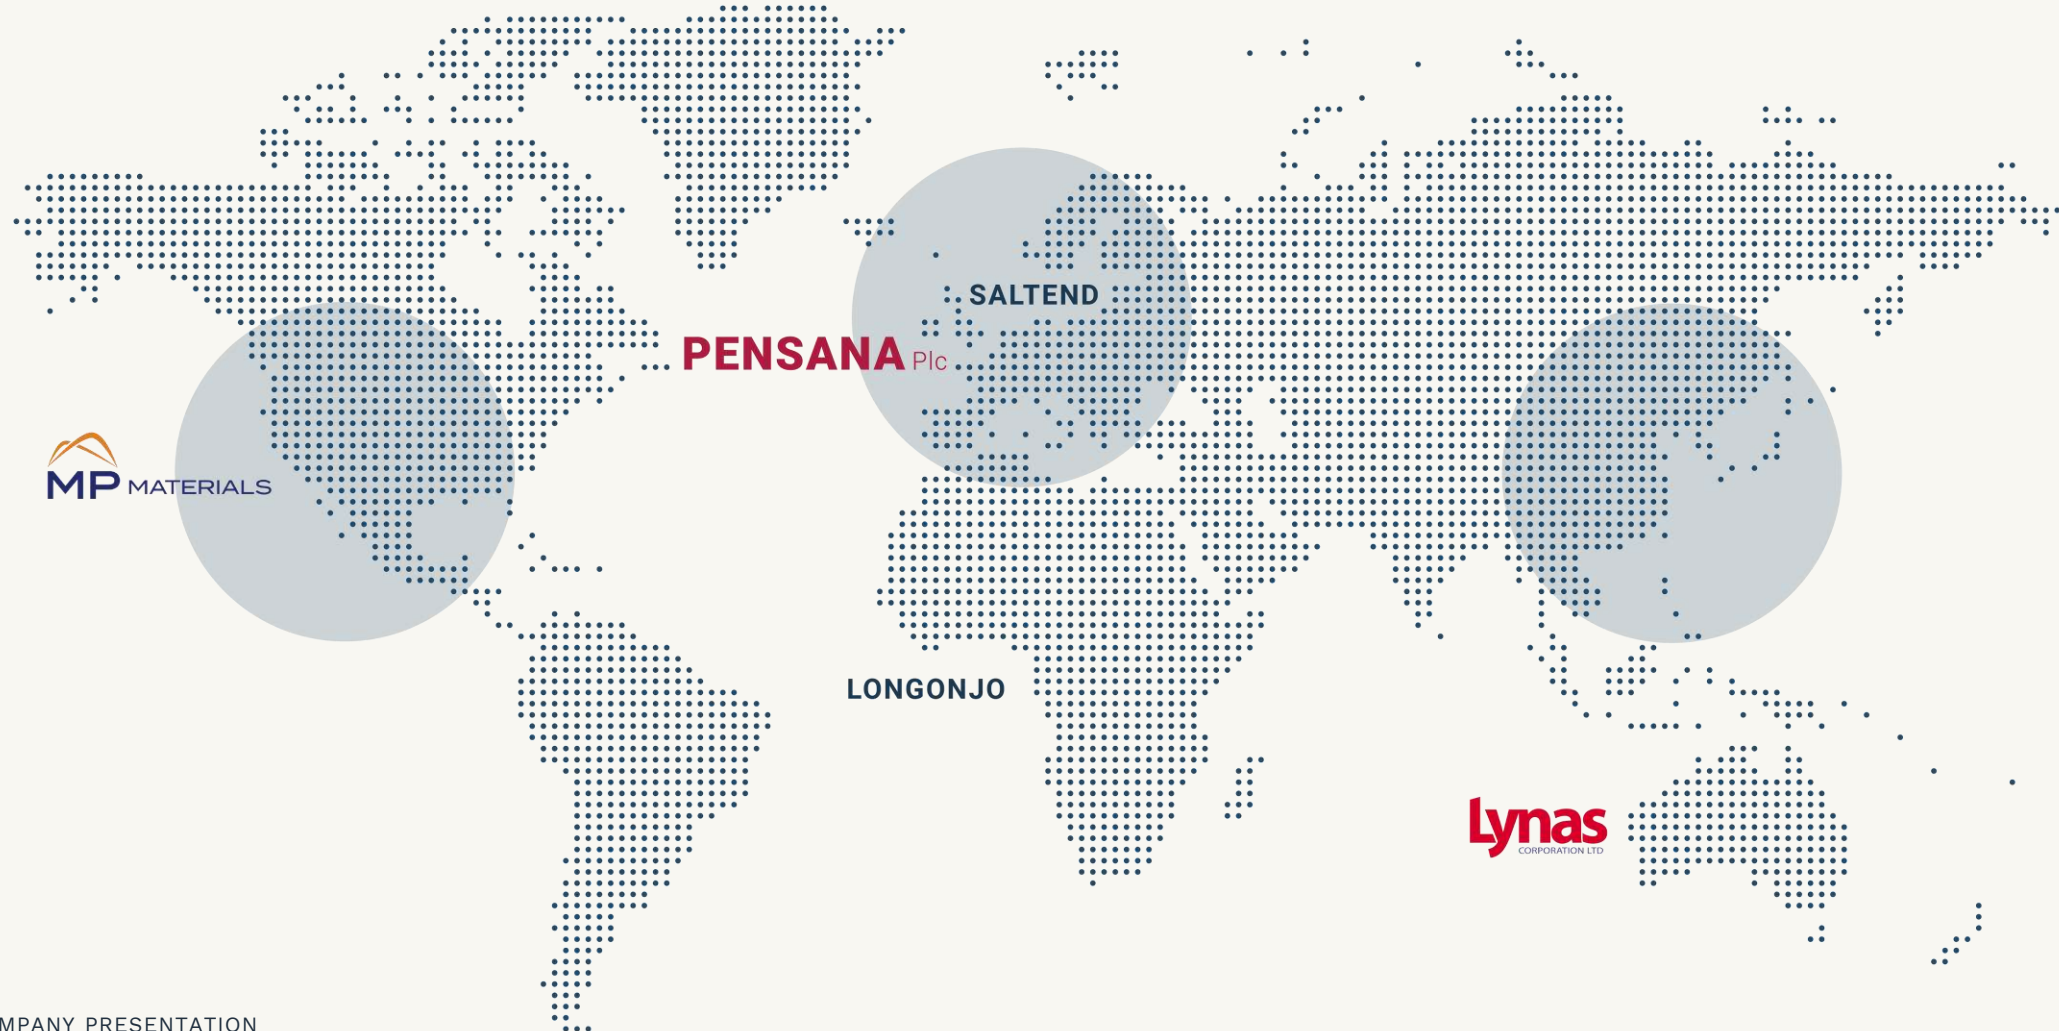 SALTEND
PENSANA Plc
MP MATERIALS
LONGONJO
Lynas
CORPORATION LTD
MPANY PRESENTATION